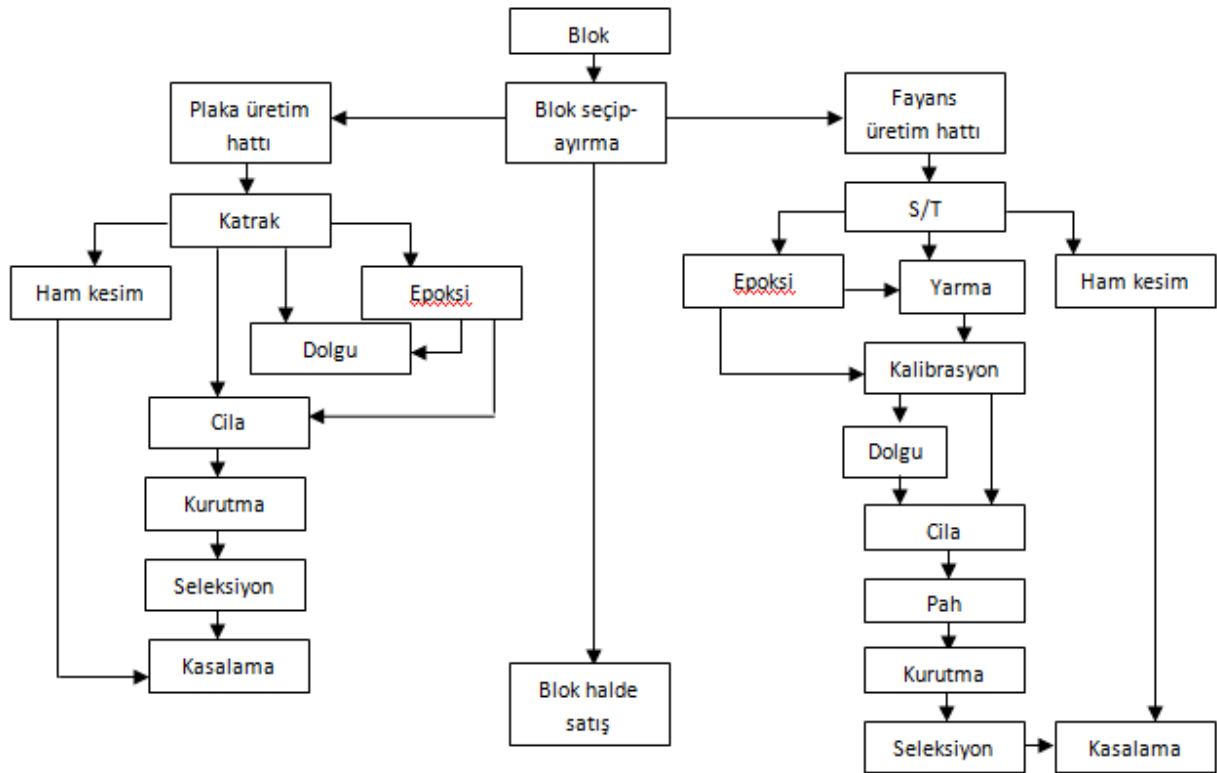 Blok
Plaka üretim
hattı
Blok seçip-
ayırma
Fayans
üretim hattı
Katrak
S/T
Ham kesim
Epoksi
Epoksi
Yarma
Ham kesim
Dolgu
Kalibrasyon
Cila
Dolgu
Kurutma
Cila
Seleksiyon
Pah
Kasalama
Blok halde
satış
Kurutma
Seleksiyon
Kasalama